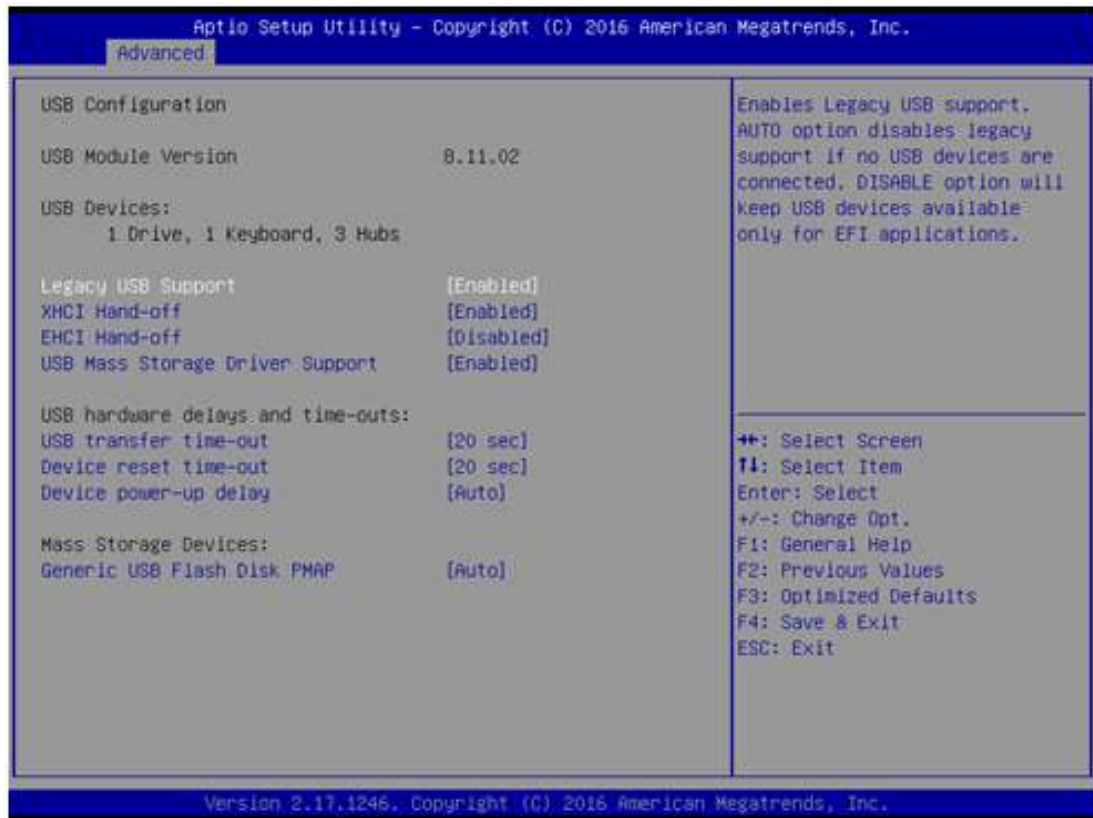 Aptio Setup Utility – Copyright (C) 2016 American Megatrends, Inc.
Advanced
USB Configuration
USB Module Version 8.11.02
USB Devices:
1 Drive, 1 Keyboard, 3 Hubs
Legacy USB Support [Enabled]
XHCI Hand-off [Enabled]
EHCI Hand-off [Disabled]
USB Mass Storage Driver Support [Enabled]
USB hardware delays and time-outs:
USB transfer time-out [20 sec]
Device reset time-out [20 sec]
Device power-up delay [Auto]
Mass Storage Devices:
Generic USB Flash Disk PMAP [Auto]
Enables Legacy USB support.
AUTO option disables legacy
support if no USB devices are
connected. DISABLE option will
keep USB devices available
only for EFI applications.
→←: Select Screen
↑↓: Select Item
Enter: Select
+/-: Change Opt.
F1: General Help
F2: Previous Values
F3: Optimized Defaults
F4: Save & Exit
ESC: Exit
Version 2.17.1246. Copyright (C) 2016 American Megatrends, Inc.